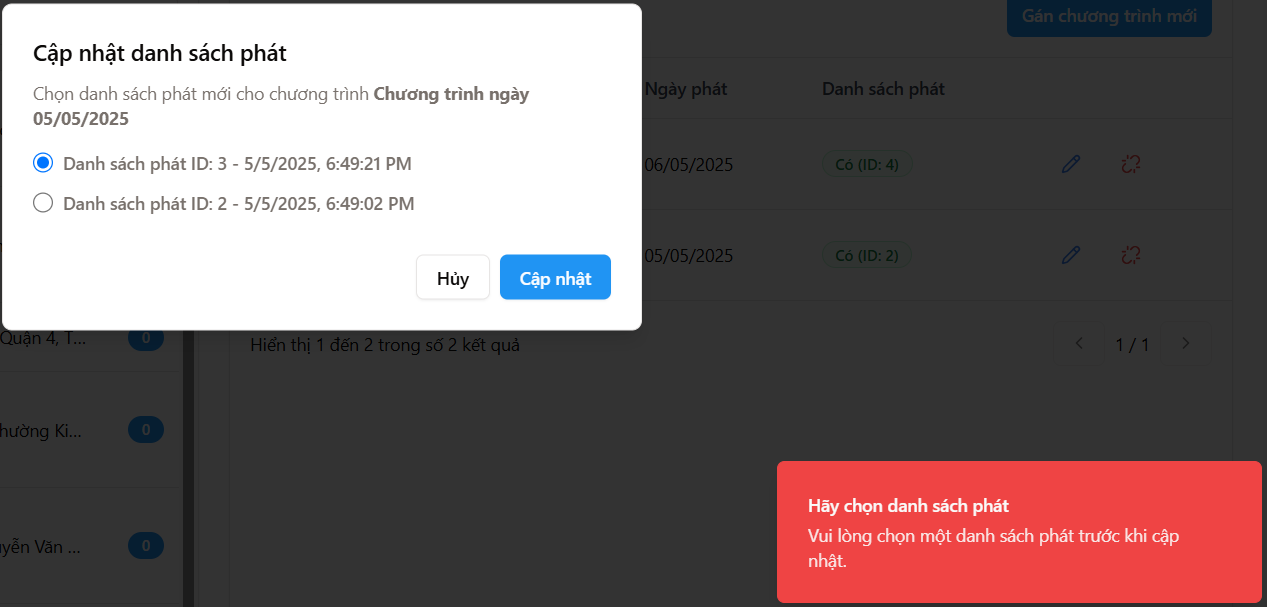 Cập nhật danh sách phát
Chọn danh sách phát mới cho chương trình Chương trình ngày
05/05/2025
Danh sách phát ID: 3 - 5/5/2025, 6:49:21 PM
Danh sách phát ID: 2 - 5/5/2025, 6:49:02 PM
Hủy
Cập nhật
Gán chương trình mới
Ngày phát
Danh sách phát
06/05/2025
Có (ID: 4)
05/05/2025
Có (ID: 2)
Quận 4, T...
0
Hiển thị 1 đến 2 trong số 2 kết quả
1 / 1
hường Ki...
0
yễn Văn ...
0
Hãy chọn danh sách phát
Vui lòng chọn một danh sách phát trước khi cập
nhật.